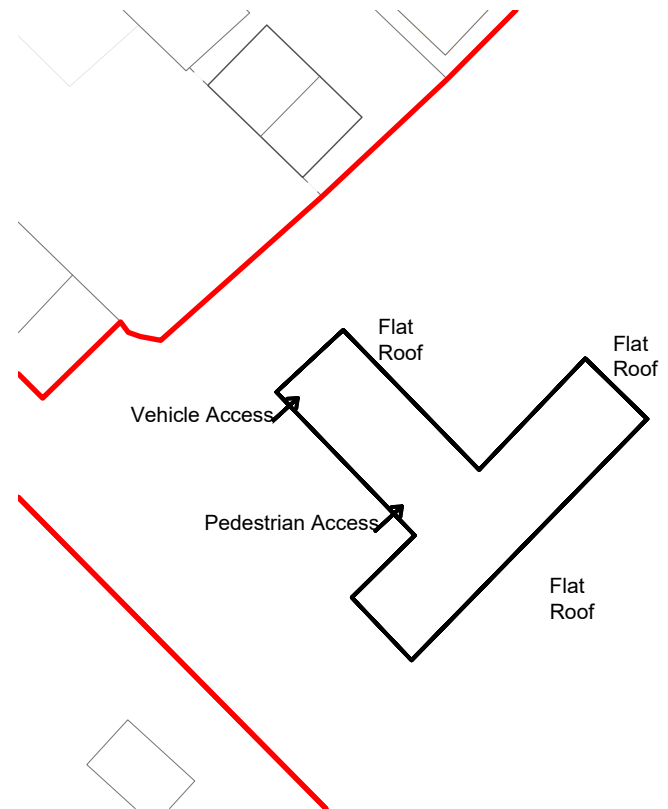 Flat
Roof
Flat
Roof
Vehicle Access
Pedestrian Access
Flat
Roof